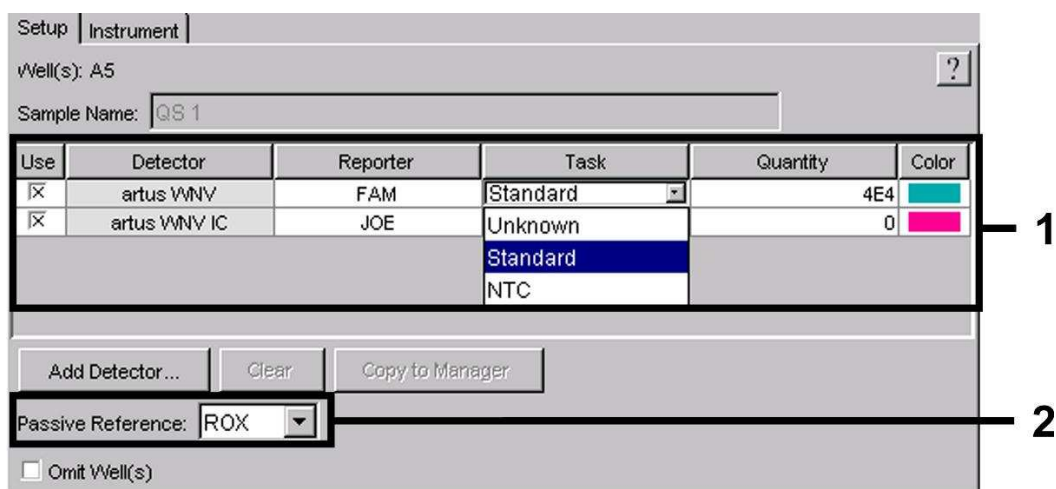 Setup Instrument
Well(s): A5 ?
Sample Name: QS 1
Use Detector Reporter Task Quantity Color
artus WNV FAM Standard 4E4
artus WNV IC JOE Unknown 0
Standard
NTC
1
Add Detector... Clear Copy to Manager
Passive Reference: ROX
2
Omit Well(s)